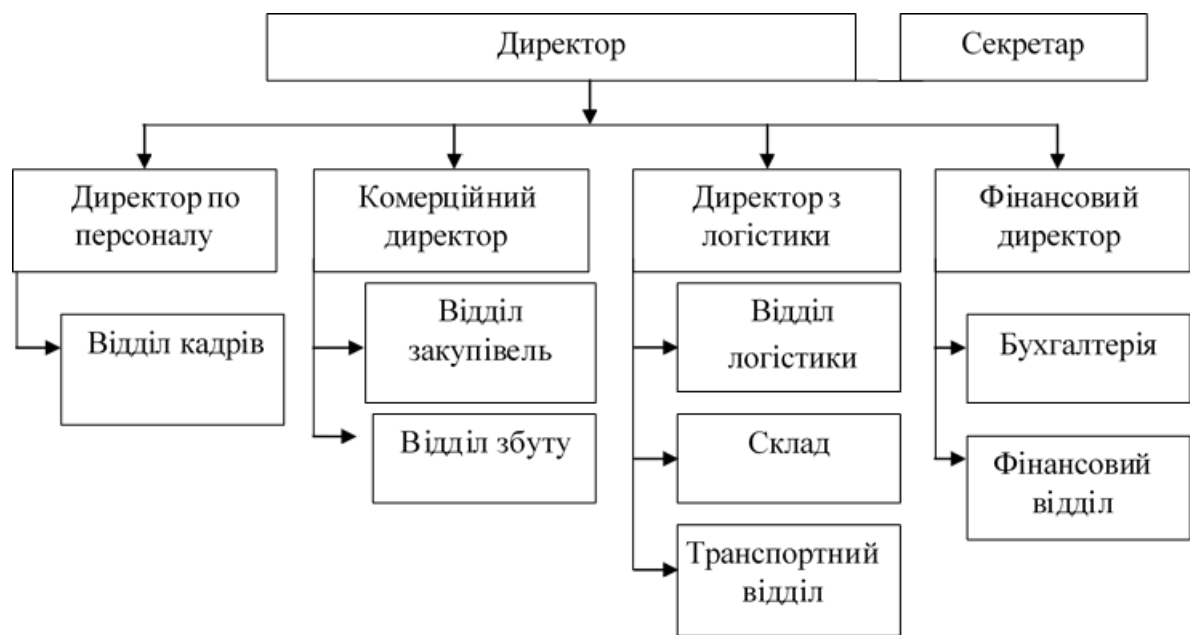 Директор
Секретар
Директор по
персоналу
Комерційний
директор
Директор з
логістики
Фінансовий
директор
Відділ кадрів
Відділ
закупівель
Відділ збуту
Відділ
логістики
Склад
Транспортний
відділ
Бухгалтерія
Фінансовий
відділ